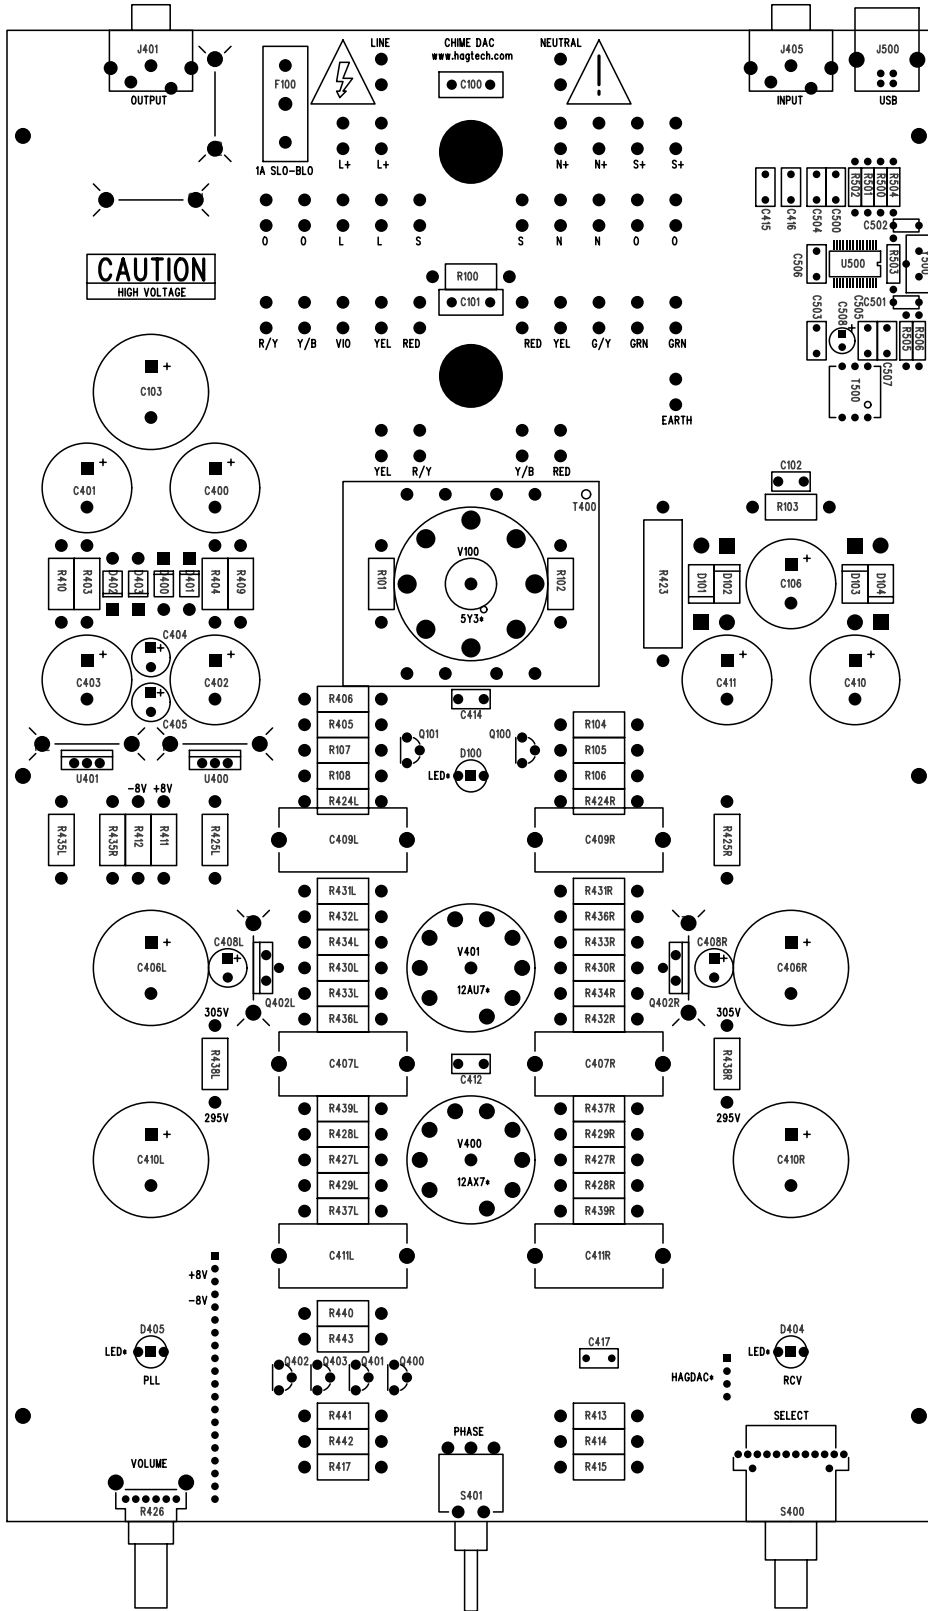 J401
LINE
CHIME DAC
www.hagtech.com
NEUTRAL
J405
J500
OUTPUT
F100
C100
INPUT
USB
1A SLO-BLO
L+
L+
N+
N+
S+
S+
C415
C416
C504
C500
R502
R501
R500
R504
C502
O
O
L
L
S
S
N
N
O
O
CAUTION
HIGH VOLTAGE
R100
C101
C506
U500
R503
Y500
C501
C503
C508
C505
C507
R505
R506
R/Y
Y/B
VIO
YEL
RED
RED
YEL
G/Y
GRN
GRN
T500
C103
EARTH
YEL
R/Y
Y/B
RED
C401
C400
T400
C102
R103
V100
5Y3*
R101
R102
R410
R403
D402
D403
D400
D401
R404
R409
R423
D101
D102
C106
D103
D104
C404
C403
C402
C405
C411
C410
R406
C414
R405
R104
R107
Q101
Q100
R105
D100
LED*
R108
R106
U401
U400
-8V
+8V
R424L
R424R
R435L
R435R
R412
R411
R425L
C409L
C409R
R425R
R431L
R431R
R432L
R436R
R434L
R433R
R430L
R430R
R433L
R434R
R436L
R432R
V401
12AU7*
C406L
C408L
Q402L
C408R
Q402R
C406R
305V
305V
R438L
R438R
C407L
C412
C407R
295V
295V
R439L
R437R
R428L
R429R
R427L
R427R
R429L
R428R
R437L
R439R
V400
12AX7*
C410L
C410R
C411L
C411R
+8V
-8V
R440
R443
D405
LED*
PLL
Q402
Q403
Q401
Q400
C417
D404
LED*
RCV
HAGDAC*
R441
R413
R442
R414
R417
R415
PHASE
SELECT
VOLUME
R426
S401
S400